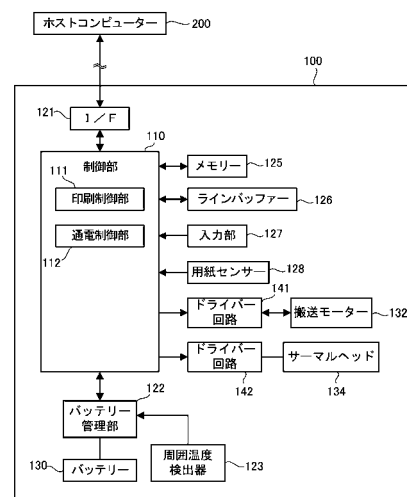 ホストコンピューター
200
100
121
I/F
110
制御部
111
印刷制御部
通電制御部
112
メモリー
125
ラインバッファー
126
入力部
127
用紙センサー
128
141
ドライバー
回路
搬送モーター
132
ドライバー
回路
142
サーマルヘッド
134
122
バッテリー
管理部
130
バッテリー
周囲温度
検出器
123